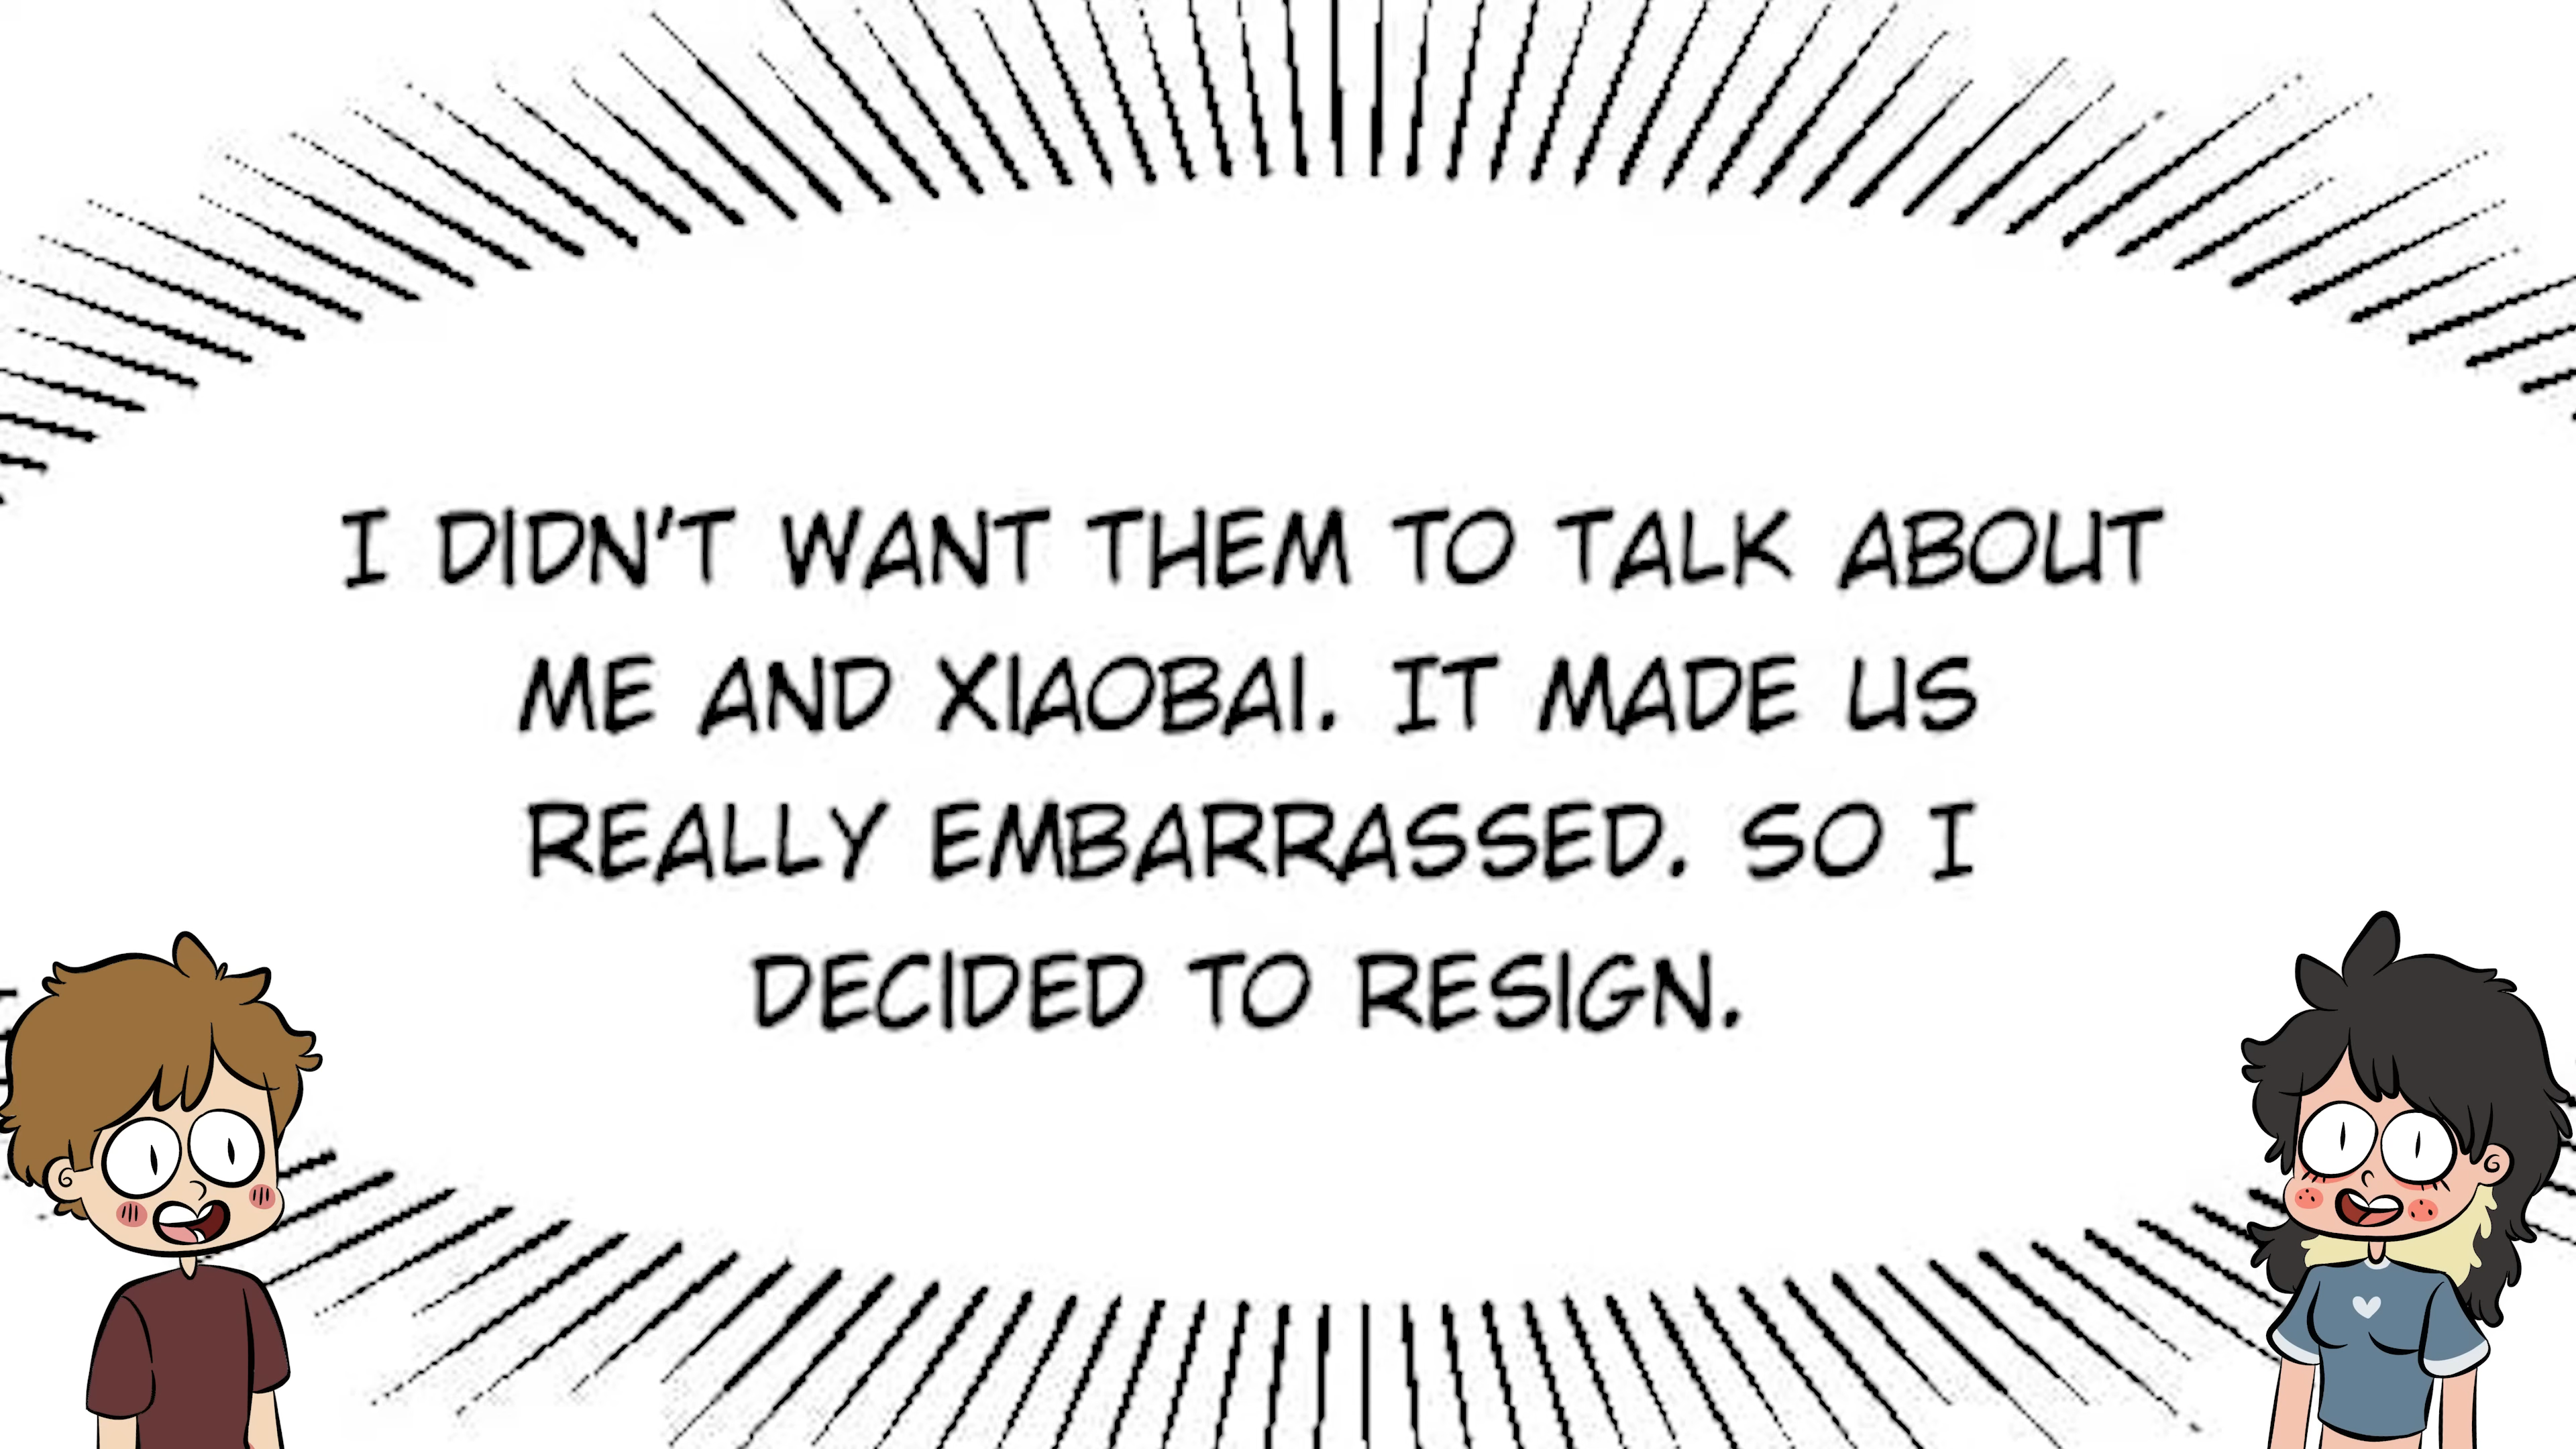 I DIDN'T WANT THEM TO TALK ABOUT
ME AND XIAOBAI. IT MADE US
REALLY EMBARRASSED. SO I
DECIDED TO RESIGN.